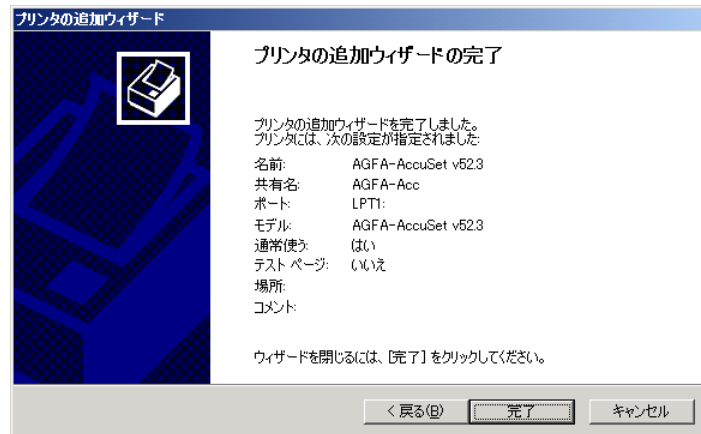 プリンタの追加ウィザード
プリンタの追加ウィザードの完了
プリンタの追加ウィザードを完了しました。
プリンタには、次の設定が指定されました:
名前: AGFA-AccuSet v52.3
共有名: AGFA-Acc
ポート: LPT1:
モデル: AGFA-AccuSet v52.3
通常使う: はい
テスト ページ: いいえ
場所:
コメント:
ウィザードを閉じるには、[完了] をクリックしてください。
< 戻る(B) 完了 キャンセル